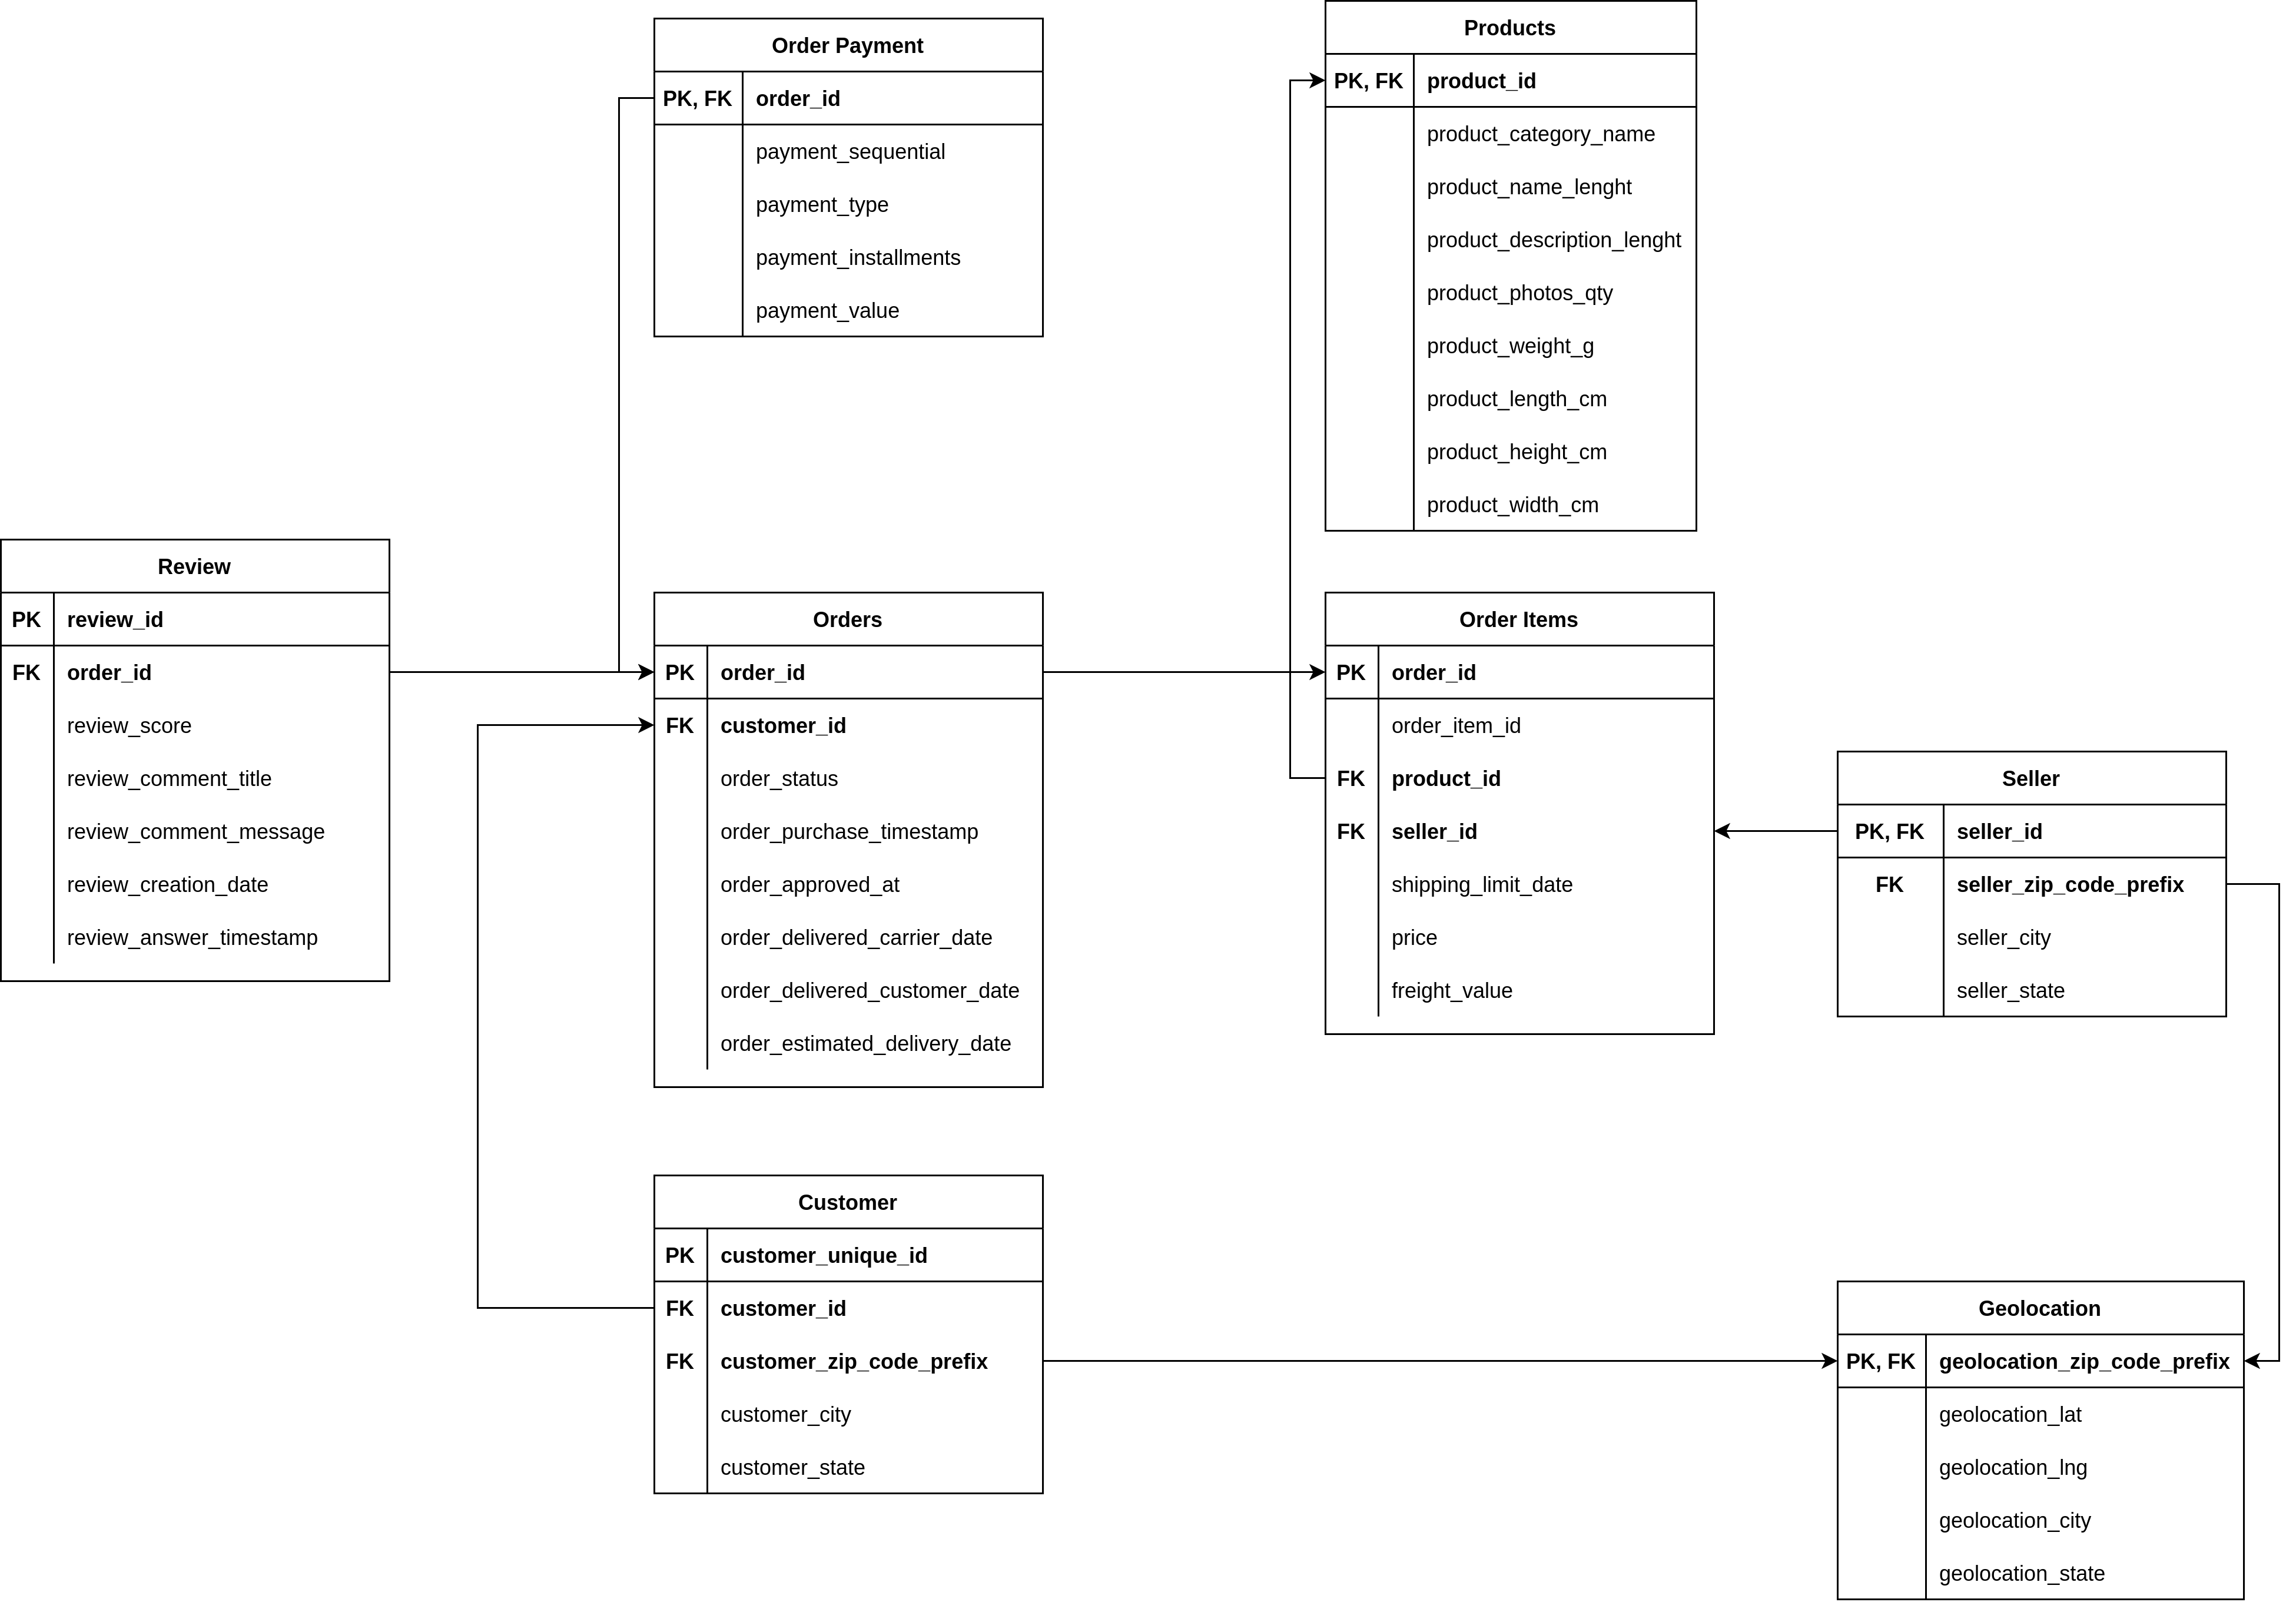 Order Payment
PK, FK order_id
payment_sequential
payment_type
payment_installments
payment_value
Products
PK, FK product_id
product_category_name
product_name_lenght
product_description_lenght
product_photos_qty
product_weight_g
product_length_cm
product_height_cm
product_width_cm
Review
PK review_id
FK order_id
review_score
review_comment_title
review_comment_message
review_creation_date
review_answer_timestamp
Orders
PK order_id
FK customer_id
order_status
order_purchase_timestamp
order_approved_at
order_delivered_carrier_date
order_delivered_customer_date
order_estimated_delivery_date
Order Items
PK order_id
order_item_id
FK product_id
FK seller_id
shipping_limit_date
price
freight_value
Seller
PK, FK seller_id
FK seller_zip_code_prefix
seller_city
seller_state
Customer
PK customer_unique_id
FK customer_id
FK customer_zip_code_prefix
customer_city
customer_state
Geolocation
PK, FK geolocation_zip_code_prefix
geolocation_lat
geolocation_lng
geolocation_city
geolocation_state